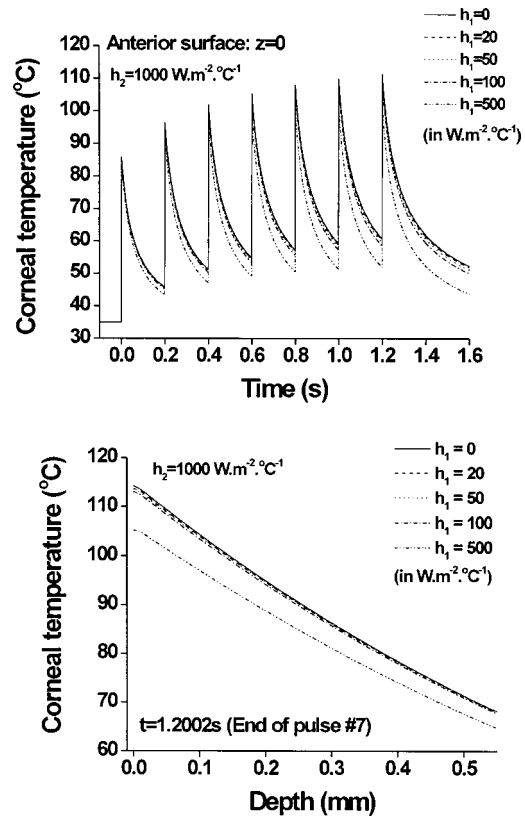 Anterior surface: z=0
h₂=1000 W.m⁻².°C⁻¹
h₁=0
h₁=20
h₁=50
h₁=100
h₁=500
(in W.m⁻².°C⁻¹)
Corneal temperature (°C)
120
110
100
90
80
70
60
50
40
30
0.0 0.2 0.4 0.6 0.8 1.0 1.2 1.4 1.6
Time (s)
h₂=1000 W.m⁻².°C⁻¹
h₁ = 0
h₁ = 20
h₁ = 50
h₁ = 100
h₁ = 500
(in W.m⁻².°C⁻¹)
Corneal temperature (°C)
120
110
100
90
80
70
60
t=1.2002s (End of pulse #7)
0.0 0.1 0.2 0.3 0.4 0.5
Depth (mm)